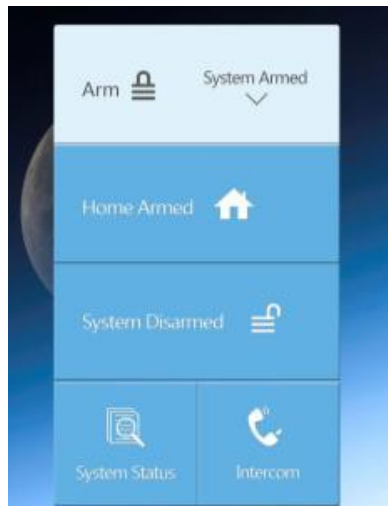 Arm
System Armed
Home Armed
System Disarmed
System Status
Intercom